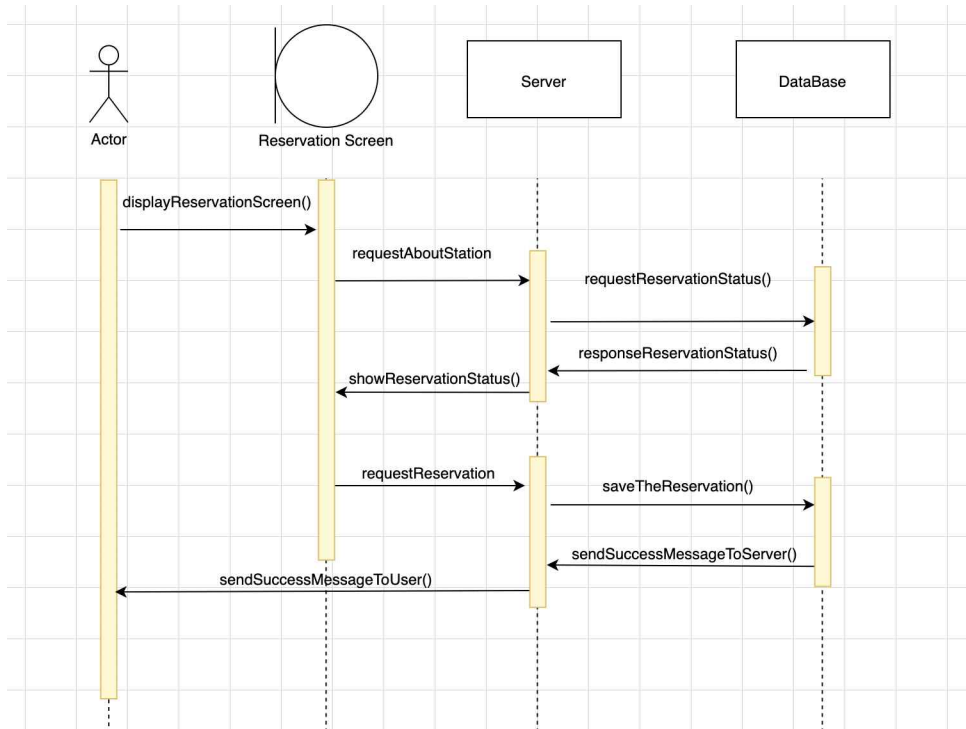 Server
DataBase
Actor
Reservation Screen
displayReservationScreen()
requestAboutStation
requestReservationStatus()
responseReservationStatus()
showReservationStatus()
requestReservation
saveTheReservation()
sendSuccessMessageToServer()
sendSuccessMessageToUser()